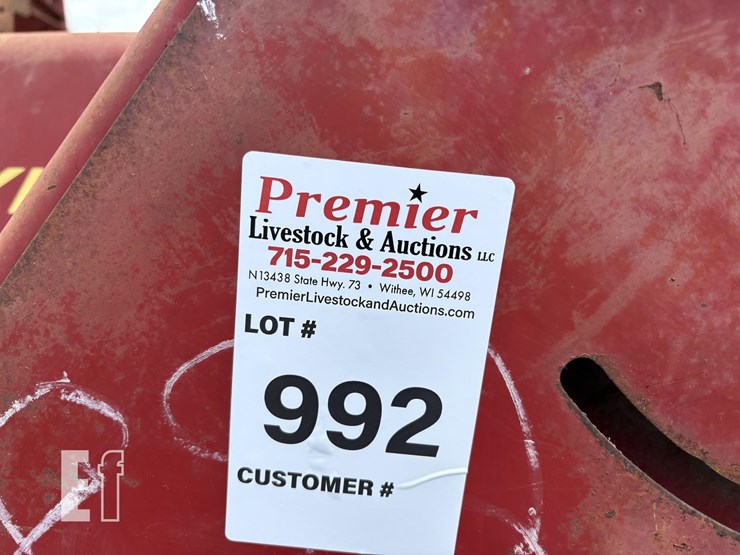 Premier
Livestock & Auctions LLC
715-229-2500
N13438 State Hwy. 73 • Withee, WI 54498
PremierLivestockandAuctions.com
LOT #
992
CUSTOMER #
Ef